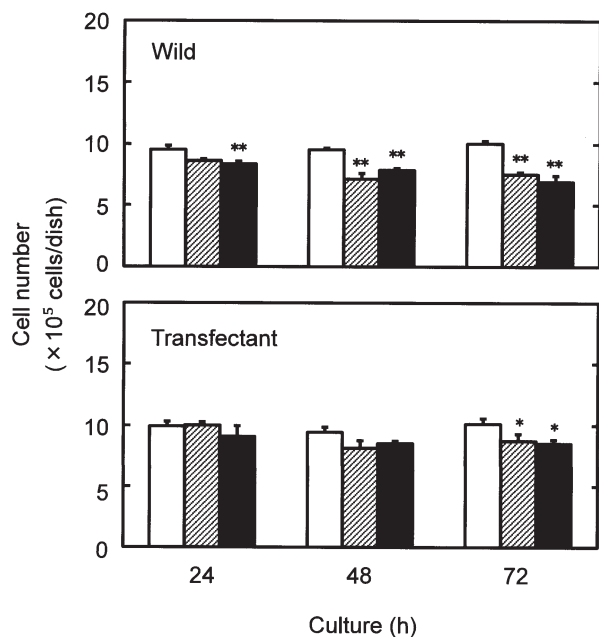 20
Wild
15
10
5
0
** ** ** ** **
Cell number
(×10⁵ cells/dish)
20
Transfectant
15
10
5
0
* *
24 48 72
Culture (h)